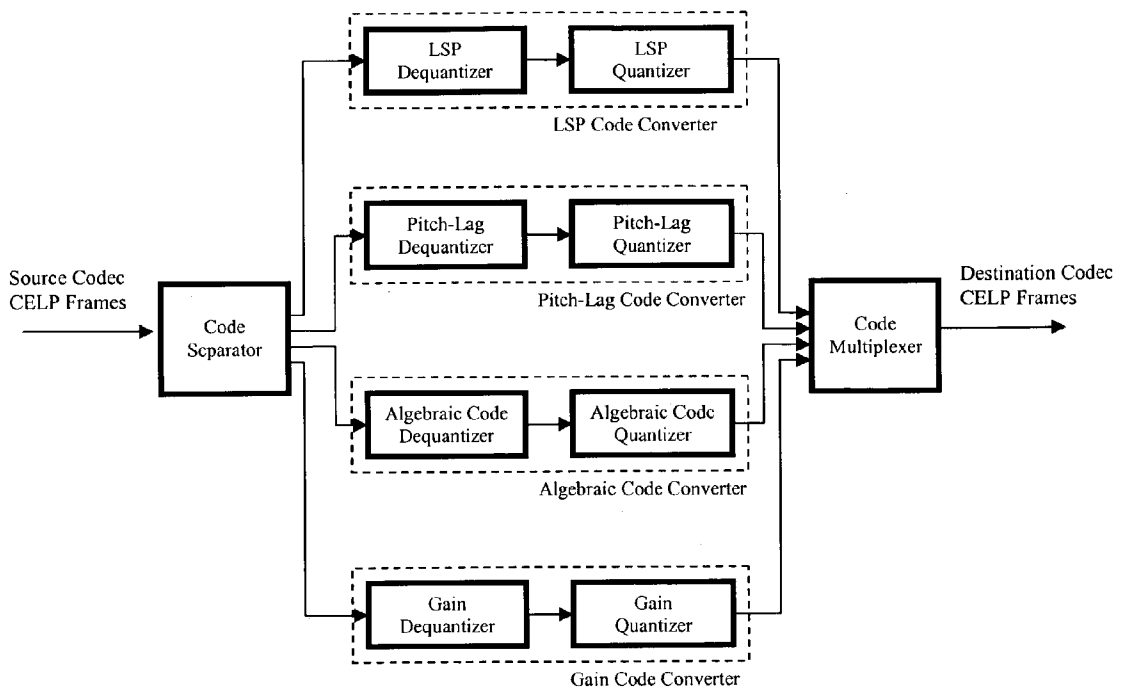 LSP
Dequantizer
LSP
Quantizer
LSP Code Converter
Pitch-Lag
Dequantizer
Pitch-Lag
Quantizer
Pitch-Lag Code Converter
Source Codec
CELP Frames
Code
Separator
Algebraic Code
Dequantizer
Algebraic Code
Quantizer
Algebraic Code Converter
Gain
Dequantizer
Gain
Quantizer
Gain Code Converter
Code
Multiplexer
Destination Codec
CELP Frames